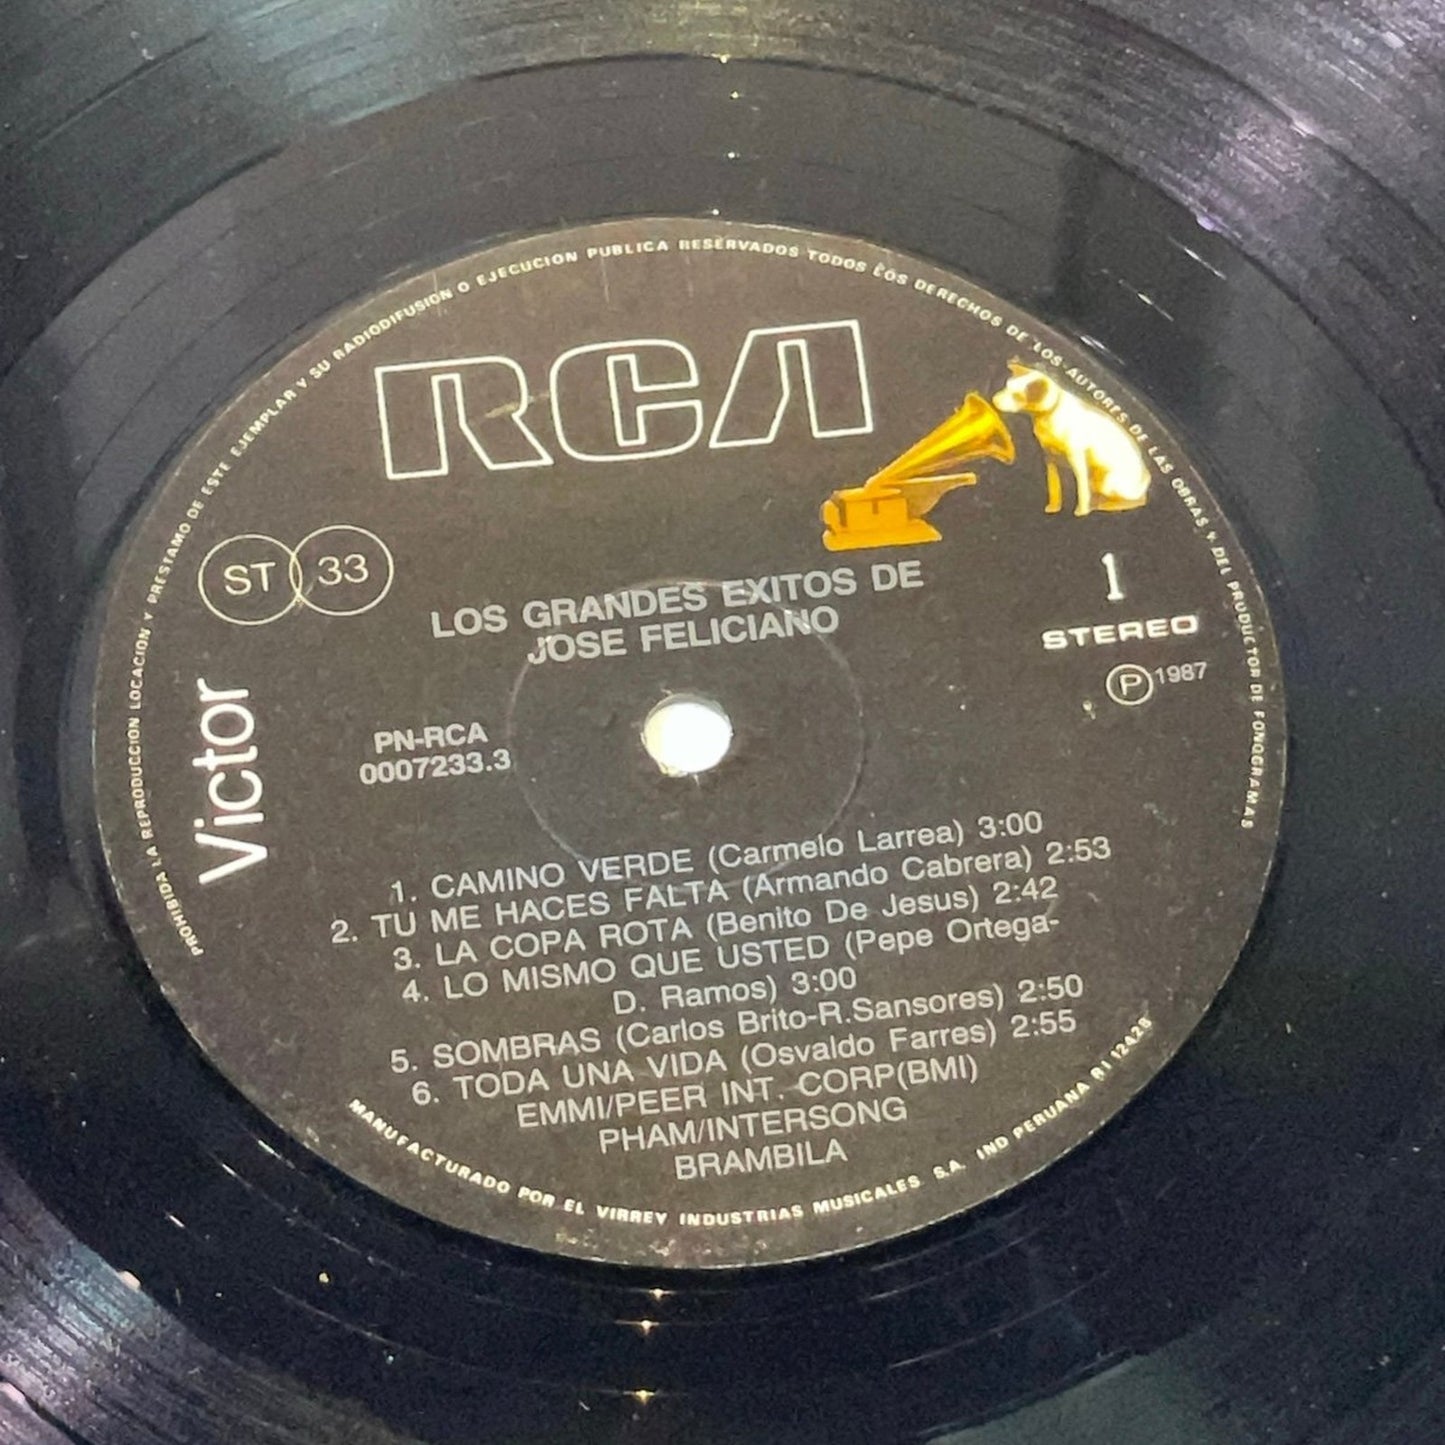 PROHIBIDA LA REPRODUCCION LOCACION Y PRESTAMO DE ESTE EJEMPLAR Y SU RADIODIFUSION O EJECUCION PUBLICA RESERVADOS TODOS LOS DERECHOS DE LOS AUTORES DE LAS OBRAS Y DEL PRUDUCTOR DE FONOGRAMAS
RCA
ST 33
1
STEREO
Ⓟ 1987
Victor
LOS GRANDES EXITOS DE
JOSE FELICIANO
PN-RCA
0007233.3
1. CAMINO VERDE (Carmelo Larrea) 3:00
2. TU ME HACES FALTA (Armando Cabrera) 2:53
3. LA COPA ROTA (Benito De Jesus) 2:42
4. LO MISMO QUE USTED (Pepe Ortega-
D. Ramos) 3:00
5. SOMBRAS (Carlos Brito-R.Sansores) 2:50
6. TODA UNA VIDA (Osvaldo Farres) 2:55
EMMI/PEER INT. CORP(BMI)
PHAM/INTERSONG
BRAMBILA
MANUFACTURADO POR EL VIRREY INDUSTRIAS MUSICALES S.A. IND PERUANA RI 12428